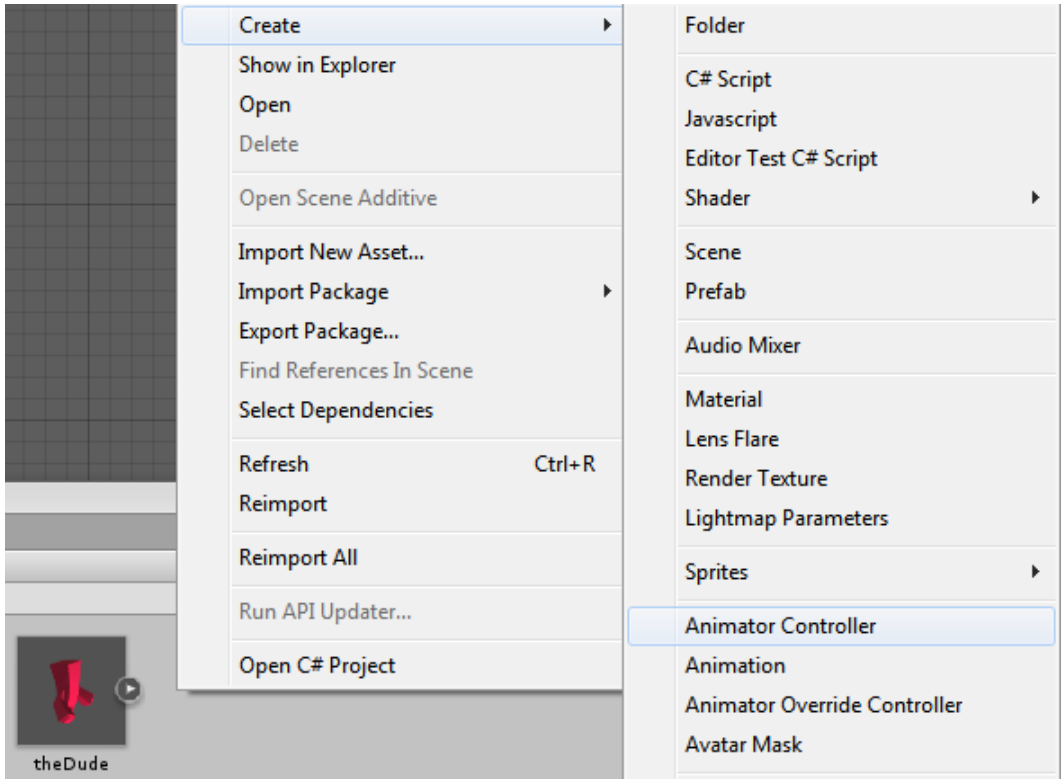 Create
Show in Explorer
Open
Delete
Open Scene Additive
Import New Asset...
Import Package
Export Package...
Find References In Scene
Select Dependencies
Refresh Ctrl+R
Reimport
Reimport All
Run API Updater...
Open C# Project
Folder
C# Script
Javascript
Editor Test C# Script
Shader
Scene
Prefab
Audio Mixer
Material
Lens Flare
Render Texture
Lightmap Parameters
Sprites
Animator Controller
Animation
Animator Override Controller
Avatar Mask
theDude